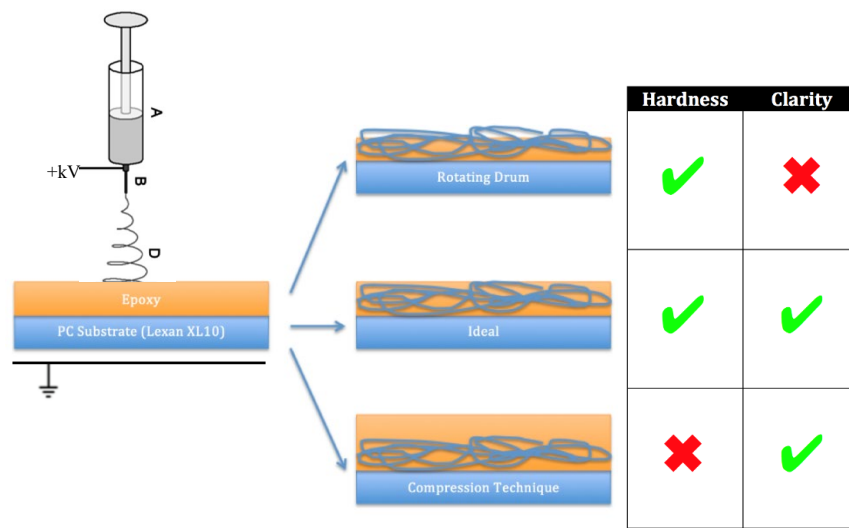 A
+kV
B
D
Epoxy
PC Substrate (Lexan XL10)
Rotating Drum
Ideal
Compression Technique
Hardness Clarity